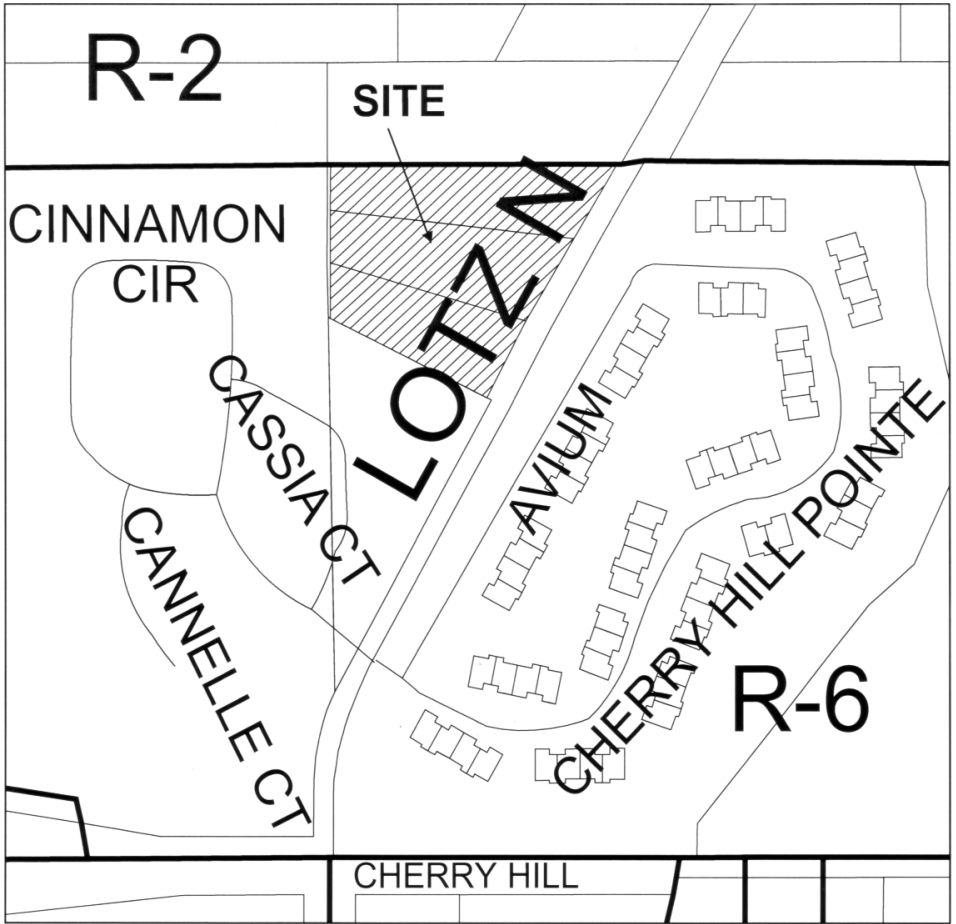 R-2
SITE
LOTZ N
CINNAMON
CIR
CASSIA CT
CANNELLE CT
AVIUM
CHERRY HILL POINTE
R-6
CHERRY HILL